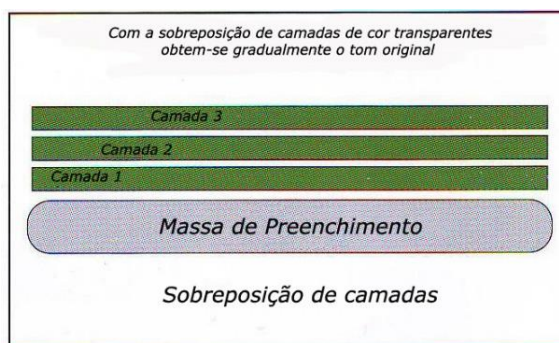 Com a sobreposição de camadas de cor transparentes
obtem-se gradualmente o tom original
Camada 3
Camada 2
Camada 1
Massa de Preenchimento
Sobreposição de camadas